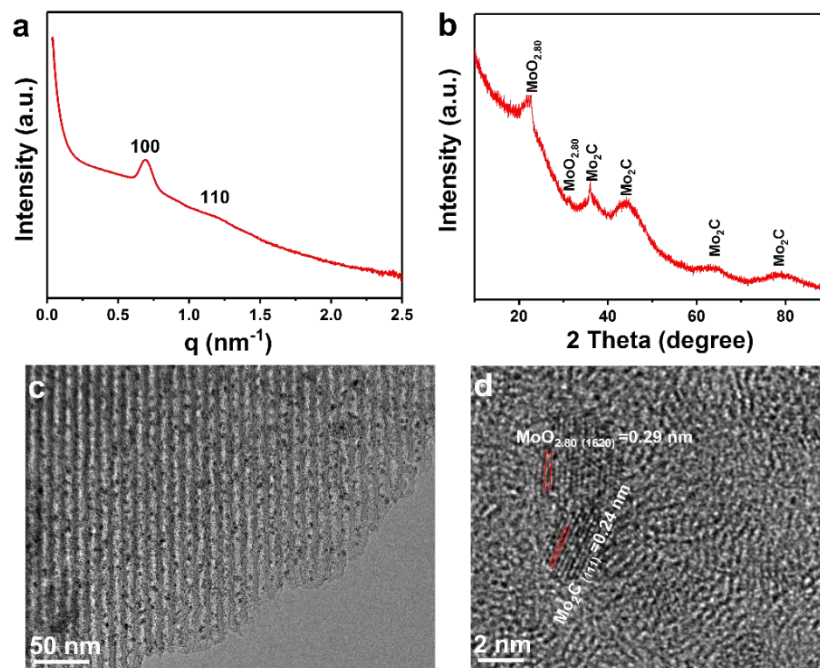 a
Intensity (a.u.)
100
110
0.0 0.5 1.0 1.5 2.0 2.5
q (nm⁻¹)
b
Intensity (a.u.)
MoO₂.₈₀
MoO₂.₈₀
Mo₂C
Mo₂C
Mo₂C
Mo₂C
20 40 60 80
2 Theta (degree)
c
50 nm
d
MoO₂.₈₀ (1620) =0.29 nm
Mo₂C (111) =0.24 nm
2 nm